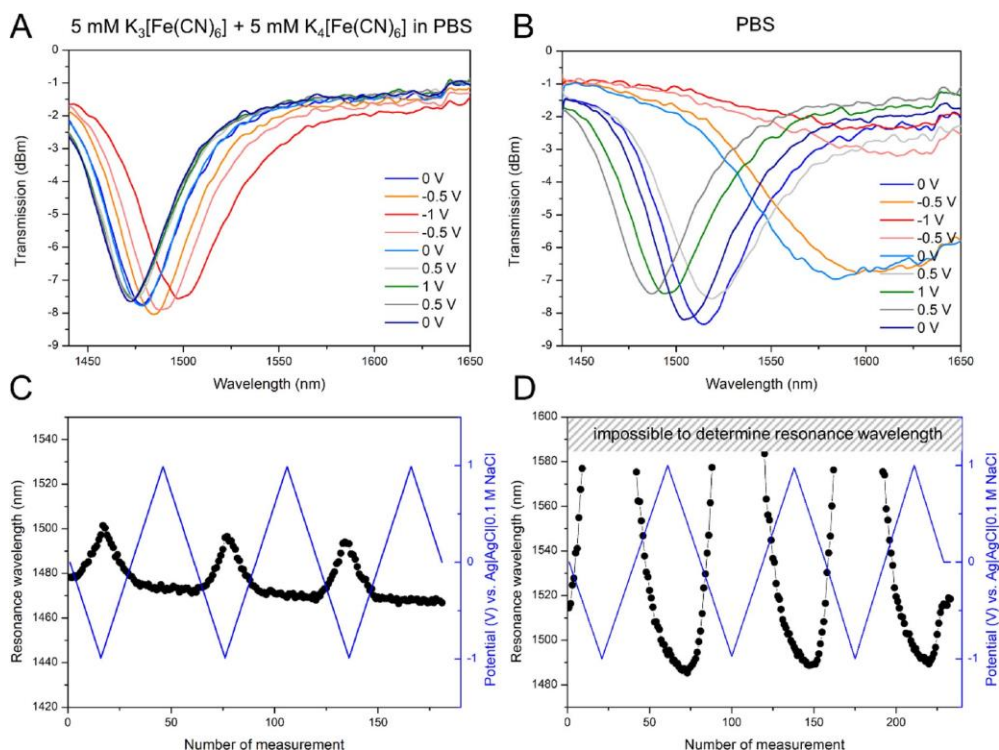 A
5 mM K₃[Fe(CN)₆] + 5 mM K₄[Fe(CN)₆] in PBS
0
-1
-2
-3
-4
-5
-6
-7
-8
-9
Transmission (dBm)
0 V
-0.5 V
-1 V
-0.5 V
0 V
0.5 V
1 V
0.5 V
0 V
1450 1500 1550 1600 1650
Wavelength (nm)
B
PBS
0
-1
-2
-3
-4
-5
-6
-7
-8
-9
Transmission (dBm)
0 V
-0.5 V
-1 V
-0.5 V
0 V
0.5 V
1 V
0.5 V
0 V
1450 1500 1550 1600 1650
Wavelength (nm)
C
1540
1520
1500
1480
1460
1440
1420
Resonance wavelength (nm)
1
0
-1
Potential (V) vs. Ag|AgCl|0.1 M NaCl
0 50 100 150
Number of measurement
D
impossible to determine resonance wavelength
1600
1580
1560
1540
1520
1500
1480
Resonance wavelength (nm)
1
0
-1
Potential (V) vs. Ag|AgCl|0.1 M NaCl
0 50 100 150 200
Number of measurement